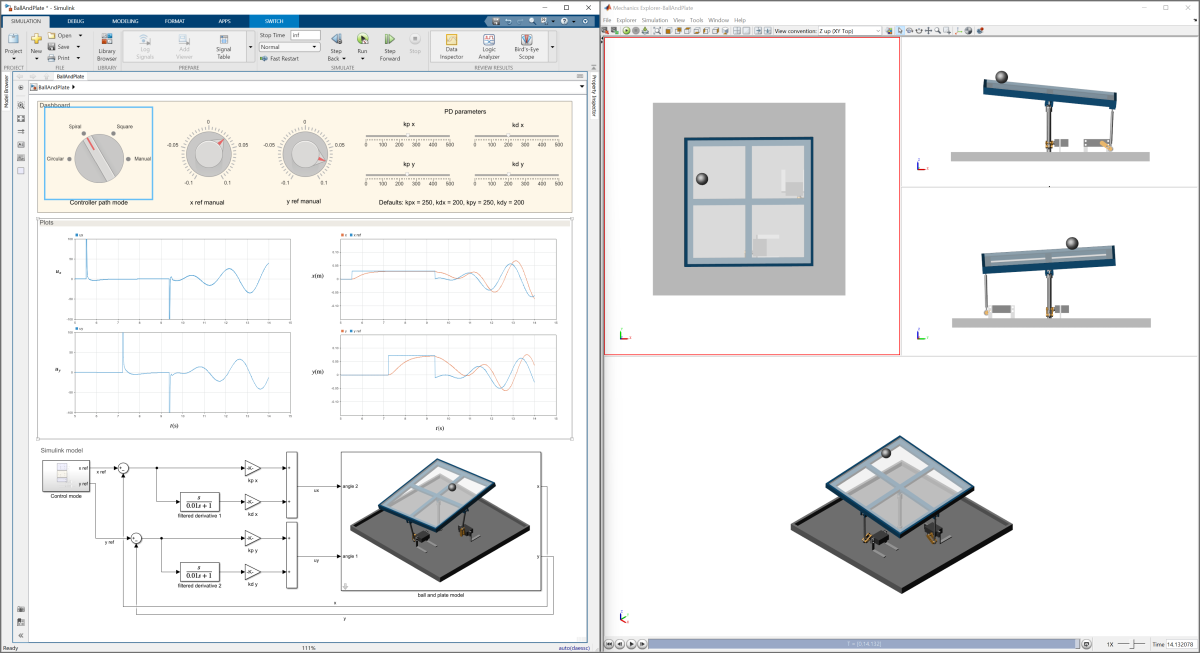 BallAndPlate * - Simulink
SIMULATION DEBUG MODELING FORMAT APPS SWITCH
Project
New
Open
Save
Print
Library Browser
Log Signals
Add Viewer
Signal Table
Stop Time inf
Normal
Fast Restart
Step Back
Run
Step Forward
Stop
Data Inspector
Logic Analyzer
Bird's-Eye Scope
PROJECT FILE LIBRARY PREPARE SIMULATE REVIEW RESULTS
Model Browser
Property Inspector
BallAndPlate
BallAndPlate
Dashboard
Spiral Square
Circular Manual
Controller path mode
0
-0.05 0.05
-0.1 0.1
x ref manual
0
-0.05 0.05
-0.1 0.1
y ref manual
PD parameters
kp x
0 100 200 300 400 500
kd x
0 100 200 300 400 500
kp y
0 100 200 300 400 500
kd y
0 100 200 300 400 500
Defaults: kpx = 250, kdx = 200, kpy = 250, kdy = 200
Plots
x(m)
y(m)
t(s)
t(s)
Simulink model
x ref
y ref
Control mode
x ref
y ref
s
0.01s + 1
filtered derivative 1
s
0.01s + 1
filtered derivative 2
kp x
kd x
kp y
kd y
ux
uy
angle 2
angle 1
x
y
ball and plate model
x
y
Ready 111% auto(daessc)
Mechanics Explorer-BallAndPlate
File Explorer Simulation View Tools Window Help
View convention: Z up (XY Top)
1X Time 14.132078